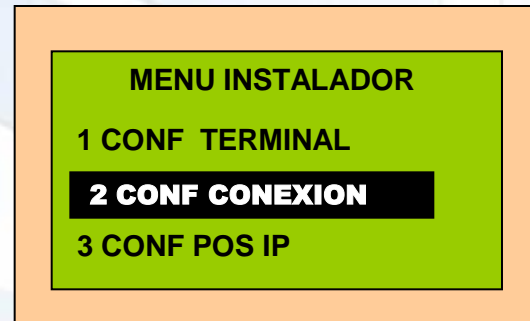 MENU INSTALADOR
1 CONF TERMINAL
2 CONF CONEXION
3 CONF POS IP